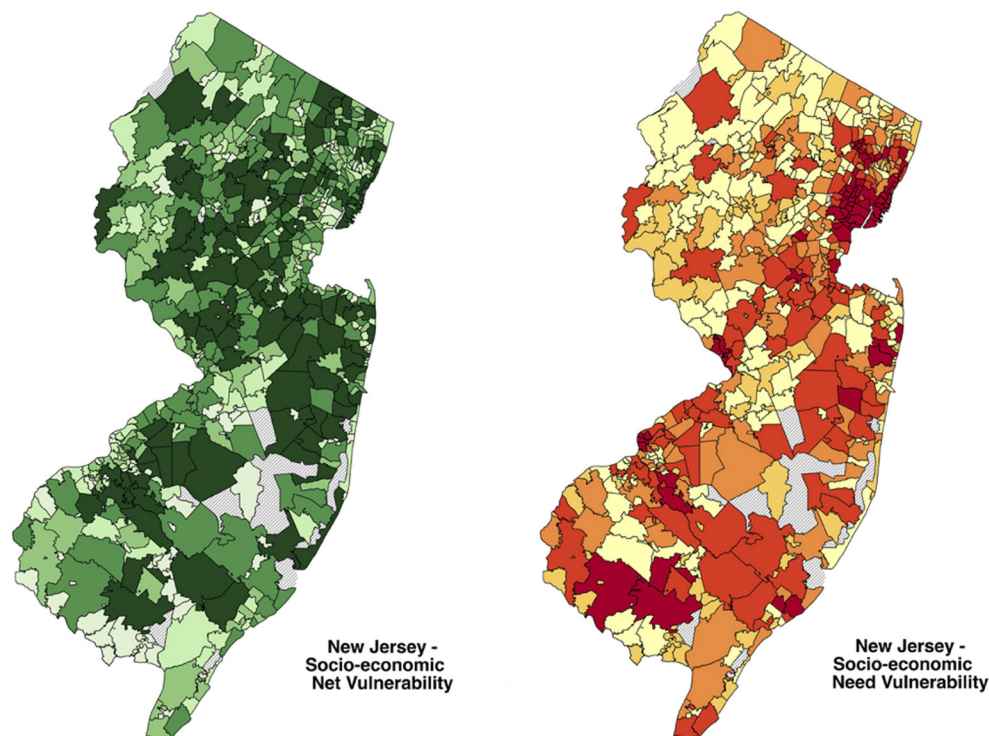 New Jersey -
Socio-economic
Net Vulnerability
New Jersey -
Socio-economic
Need Vulnerability